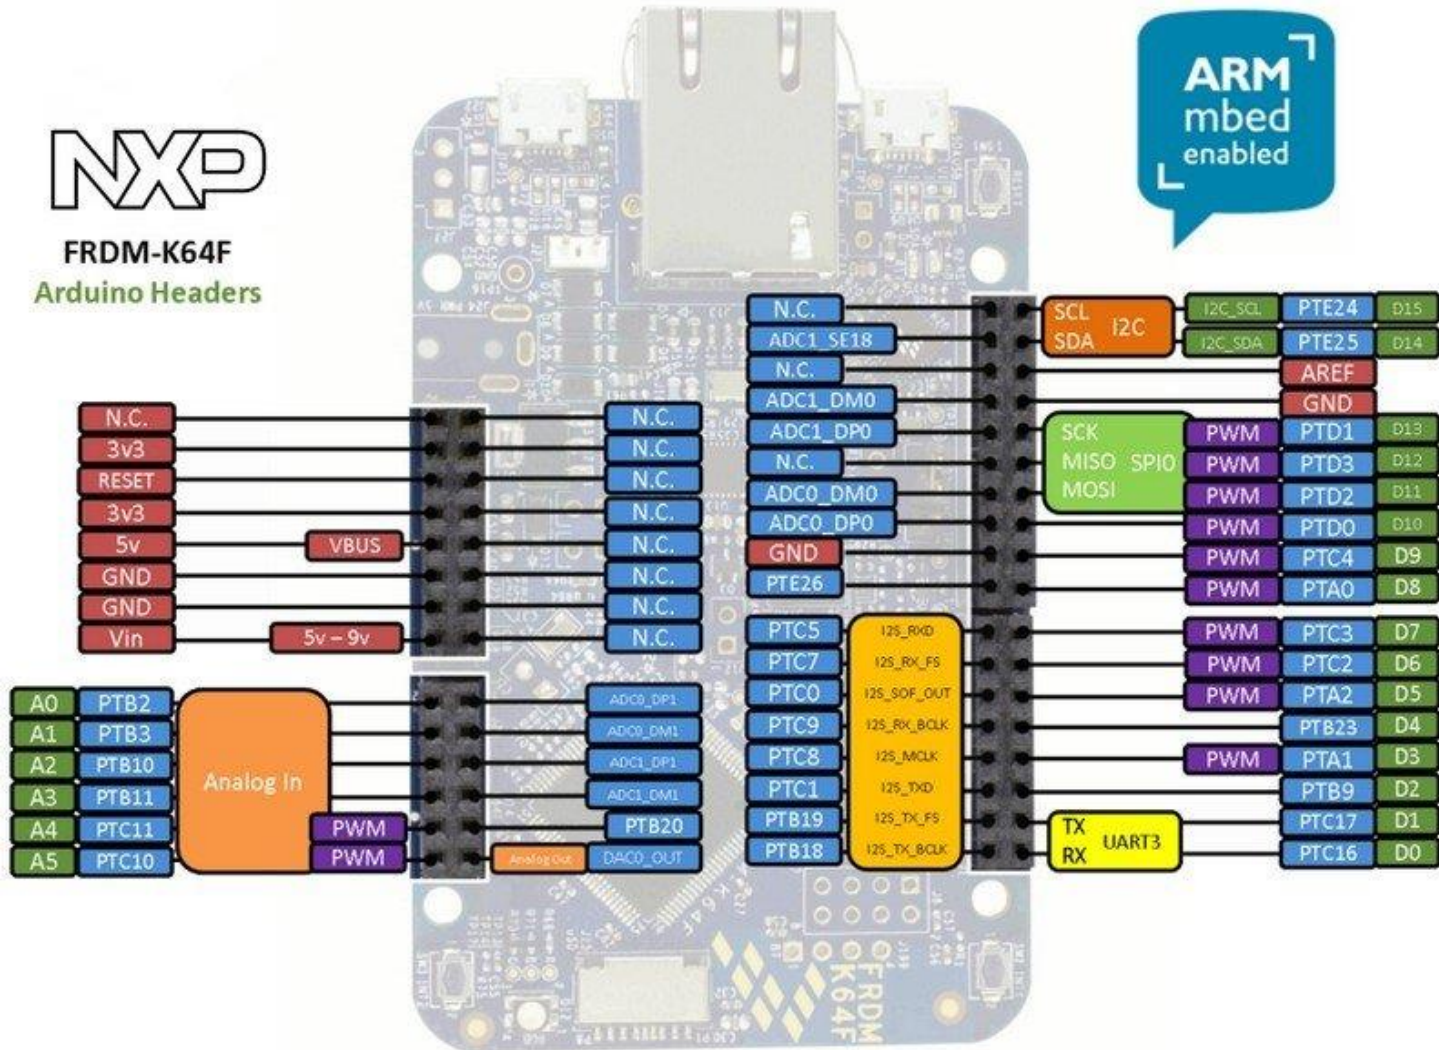 NXP
FRDM-K64F
Arduino Headers
ARM
mbed
enabled
N.C. SCL I2C I2C_SCL PTE24 D15
ADC1_SE18 SDA I2C_SDA PTE25 D14
N.C. AREF
ADC1_DM0 GND
ADC1_DP0 SCK SPI0 PWM PTD1 D13
N.C. MISO PWM PTD3 D12
ADC0_DM0 MOSI PWM PTD2 D11
ADC0_DP0 PWM PTD0 D10
GND PWM PTC4 D9
PTE26 PWM PTA0 D8
N.C. N.C.
3v3 N.C.
RESET N.C.
3v3 N.C.
5v VBUS N.C.
GND N.C.
GND N.C.
Vin 5v – 9v N.C.
PTC5 I2S_RXD PWM PTC3 D7
PTC7 I2S_RX_FS PWM PTC2 D6
PTC0 I2S_SOF_OUT PWM PTA2 D5
PTC9 I2S_RX_BCLK PTB23 D4
PTC8 I2S_MCLK PWM PTA1 D3
PTC1 I2S_TXD PTB9 D2
PTB19 I2S_TX_FS TX UART3 PTC17 D1
PTB18 I2S_TX_BCLK RX PTC16 D0
A0 PTB2 Analog In ADC0_DP1
A1 PTB3 ADC0_DM1
A2 PTB10 ADC1_DP1
A3 PTB11 ADC1_DM1
A4 PTC11 PWM PTB20
A5 PTC10 PWM Analog Out DAC0_OUT
K64F
FRDM
K64F